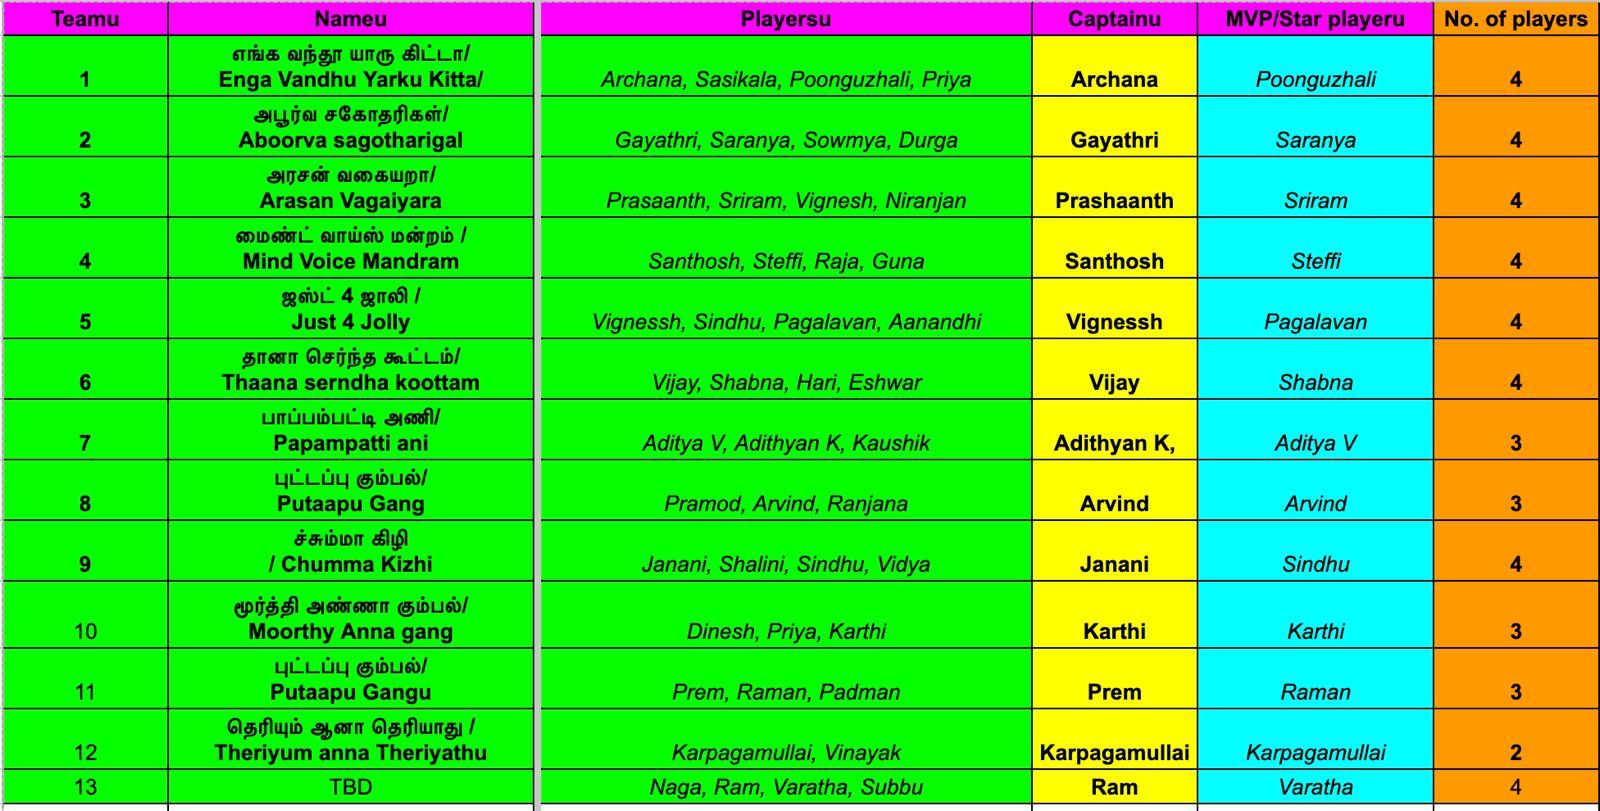 Teamu Nameu Playersu Captainu MVP/Star playeru No. of players
எங்க வந்தூ யாரு கிட்டா/
1 Enga Vandhu Yarku Kitta/ Archana, Sasikala, Poonguzhali, Priya Archana Poonguzhali 4
அபூர்வ சகோதரிகள்/
2 Aboorva sagotharigal Gayathri, Saranya, Sowmya, Durga Gayathri Saranya 4
அரசன் வகையறா/
3 Arasan Vagaiyara Prasaanth, Sriram, Vignesh, Niranjan Prashaanth Sriram 4
மைண்ட் வாய்ஸ் மன்றம் /
4 Mind Voice Mandram Santhosh, Steffi, Raja, Guna Santhosh Steffi 4
ஜஸ்ட் 4 ஜாலி /
5 Just 4 Jolly Vignessh, Sindhu, Pagalavan, Aanandhi Vignessh Pagalavan 4
தானா செர்ந்த கூட்டம்/
6 Thaana serndha koottam Vijay, Shabna, Hari, Eshwar Vijay Shabna 4
பாப்பம்பட்டி அணி/
7 Papampatti ani Aditya V, Adithyan K, Kaushik Adithyan K, Aditya V 3
புட்டப்பு கும்பல்/
8 Putaapu Gang Pramod, Arvind, Ranjana Arvind Arvind 3
ச்சும்மா கிழி
9 / Chumma Kizhi Janani, Shalini, Sindhu, Vidya Janani Sindhu 4
மூர்த்தி அண்ணா கும்பல்/
10 Moorthy Anna gang Dinesh, Priya, Karthi Karthi Karthi 3
புட்டப்பு கும்பல்/
11 Putaapu Gangu Prem, Raman, Padman Prem Raman 3
தெரியும் ஆனா தெரியாது /
12 Theriyum anna Theriyathu Karpagamullai, Vinayak Karpagamullai Karpagamullai 2
13 TBD Naga, Ram, Varatha, Subbu Ram Varatha 4